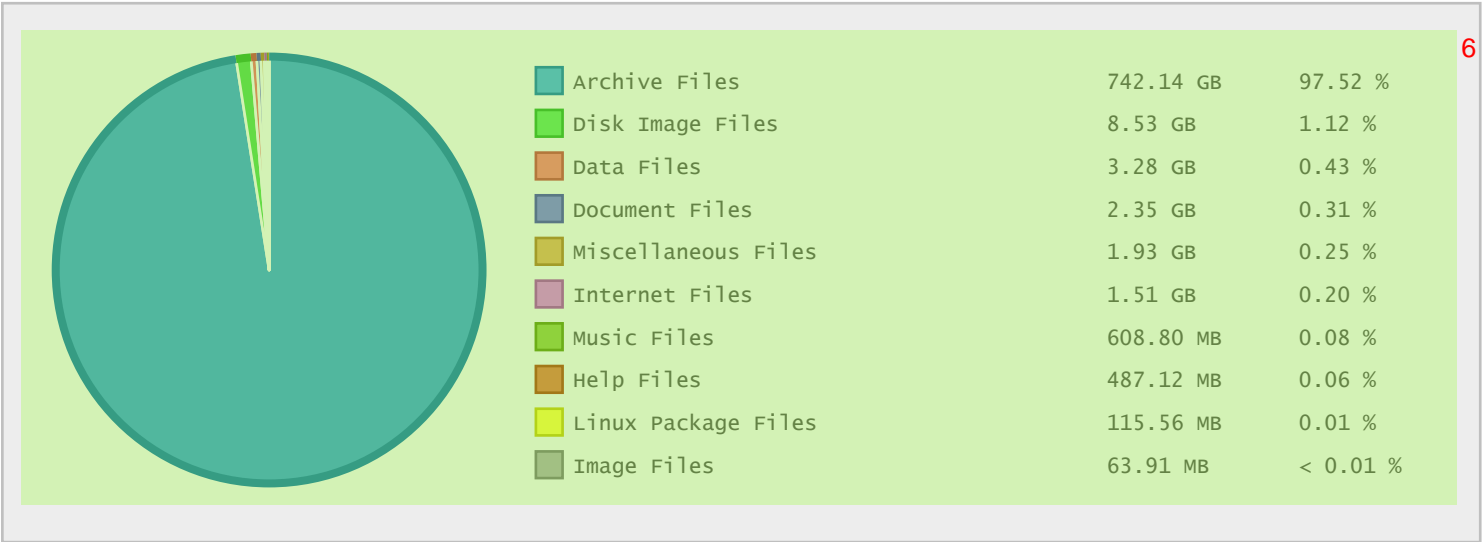 6
Archive Files 742.14 GB 97.52 %
Disk Image Files 8.53 GB 1.12 %
Data Files 3.28 GB 0.43 %
Document Files 2.35 GB 0.31 %
Miscellaneous Files 1.93 GB 0.25 %
Internet Files 1.51 GB 0.20 %
Music Files 608.80 MB 0.08 %
Help Files 487.12 MB 0.06 %
Linux Package Files 115.56 MB 0.01 %
Image Files 63.91 MB < 0.01 %